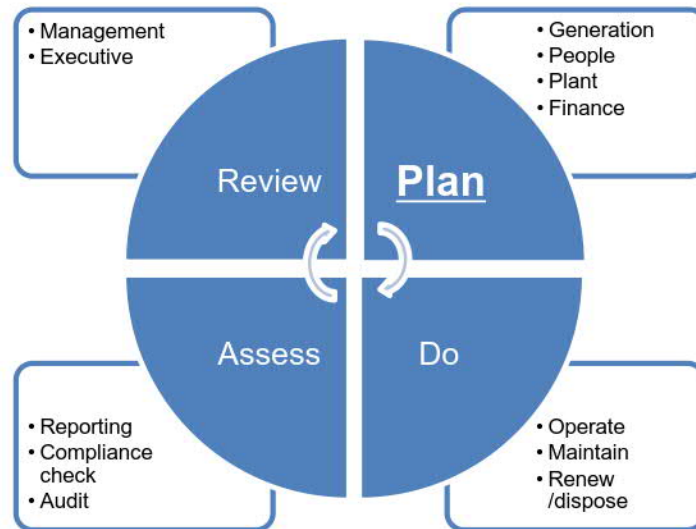 • Management
• Executive
• Generation
• People
• Plant
• Finance
Review
Plan
Assess
Do
• Reporting
• Compliance
check
• Audit
• Operate
• Maintain
• Renew
/dispose